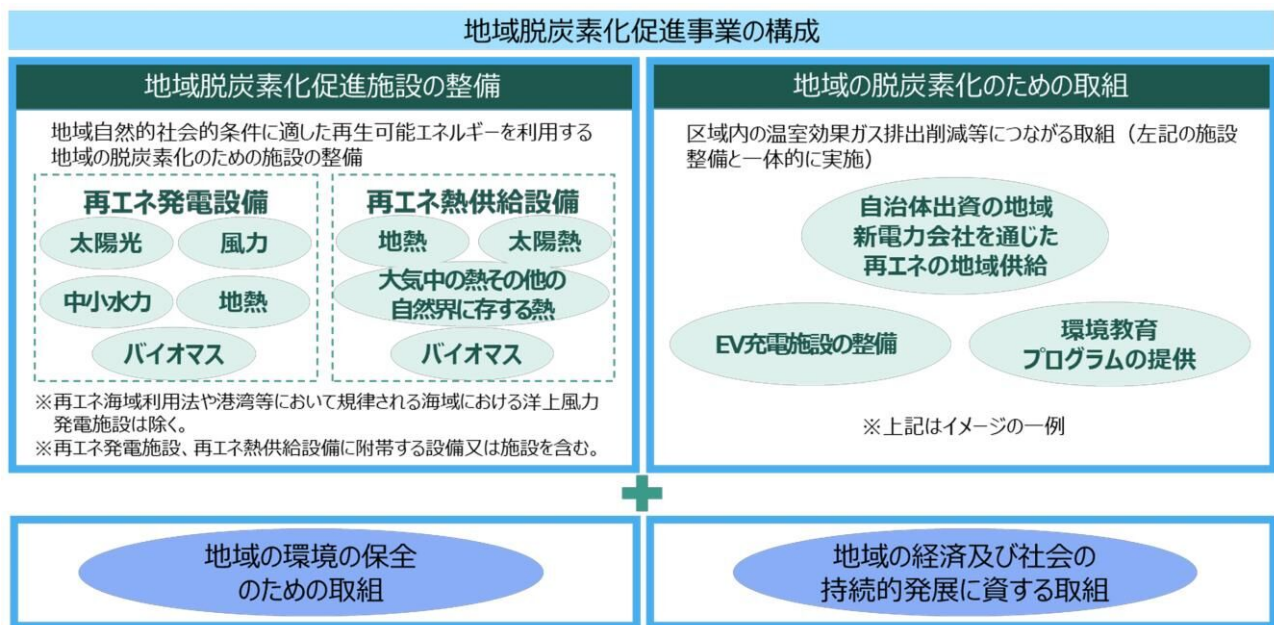 地域脱炭素化促進事業の構成
地域脱炭素化促進施設の整備
地域自然的社会的条件に適した再生可能エネルギーを利用する
地域の脱炭素化のための施設の整備
再エネ発電設備
太陽光
風力
中小水力
地熱
バイオマス
再エネ熱供給設備
地熱
太陽熱
大気中の熱その他の
自然界に存する熱
バイオマス
※再エネ海域利用法や港湾等において規律される海域における洋上風力
発電施設は除く。
※再エネ発電施設、再エネ熱供給設備に附帯する設備又は施設を含む。
地域の脱炭素化のための取組
区域内の温室効果ガス排出削減等につながる取組（左記の施設
整備と一体的に実施）
自治体出資の地域
新電力会社を通じた
再エネの地域供給
EV充電施設の整備
環境教育
プログラムの提供
※上記はイメージの一例
地域の環境の保全
のための取組
地域の経済及び社会の
持続的発展に資する取組